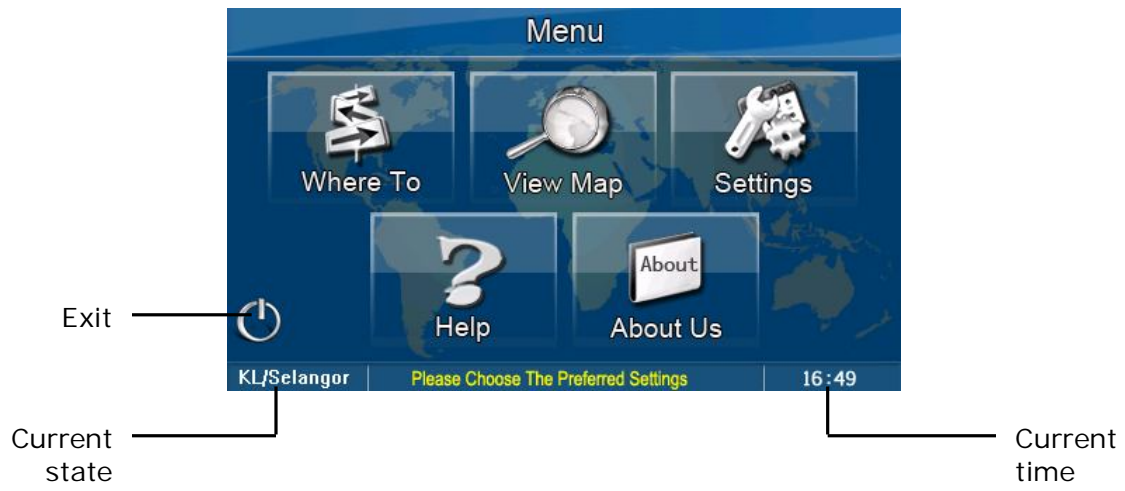 Menu
Where To
View Map
Settings
About
Help
About Us
Exit
KL/Selangor
Please Choose The Preferred Settings
16:49
Current
state
Current
time